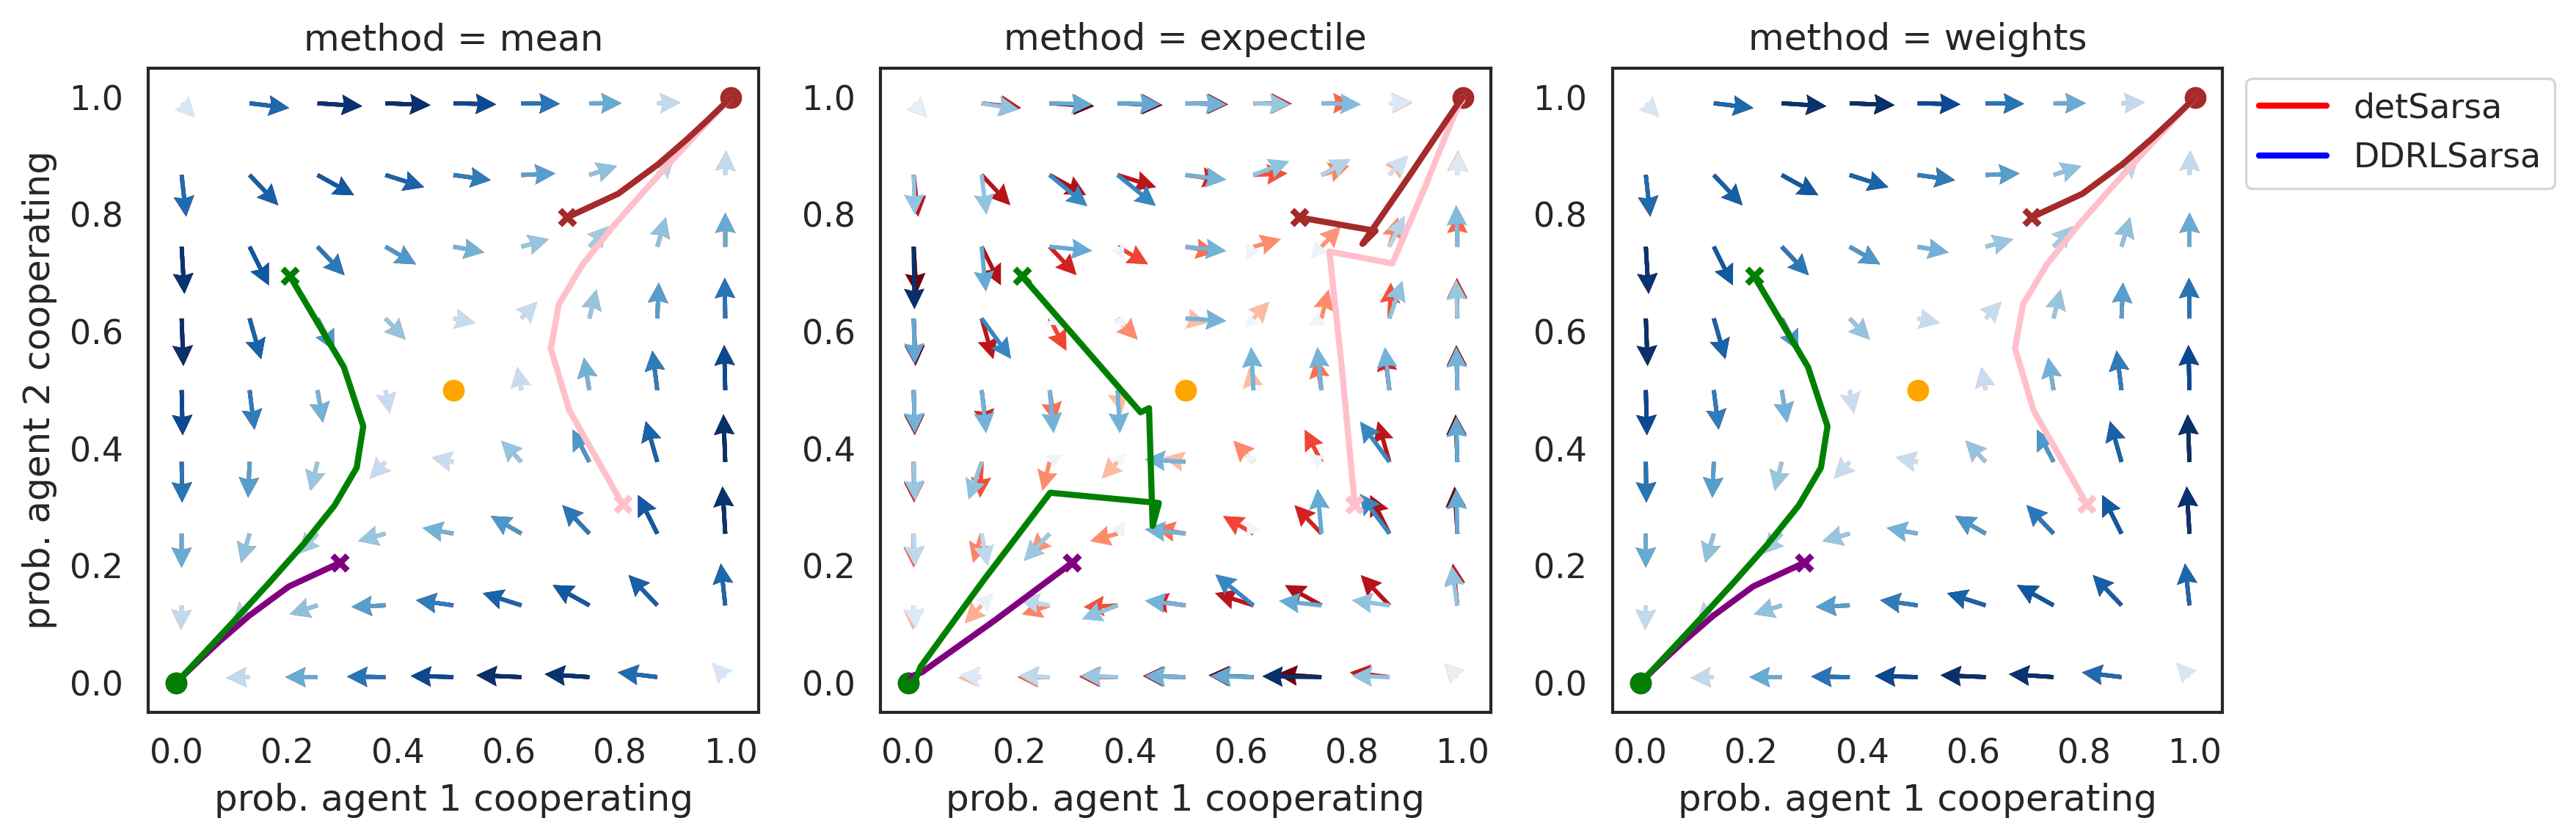 method = mean
method = expectile
method = weights
detSarsa
DDRLSarsa
prob. agent 2 cooperating
1.0
0.8
0.6
0.4
0.2
0.0
1.0
0.8
0.6
0.4
0.2
0.0
1.0
0.8
0.6
0.4
0.2
0.0
0.0 0.2 0.4 0.6 0.8 1.0
0.0 0.2 0.4 0.6 0.8 1.0
0.0 0.2 0.4 0.6 0.8 1.0
prob. agent 1 cooperating
prob. agent 1 cooperating
prob. agent 1 cooperating